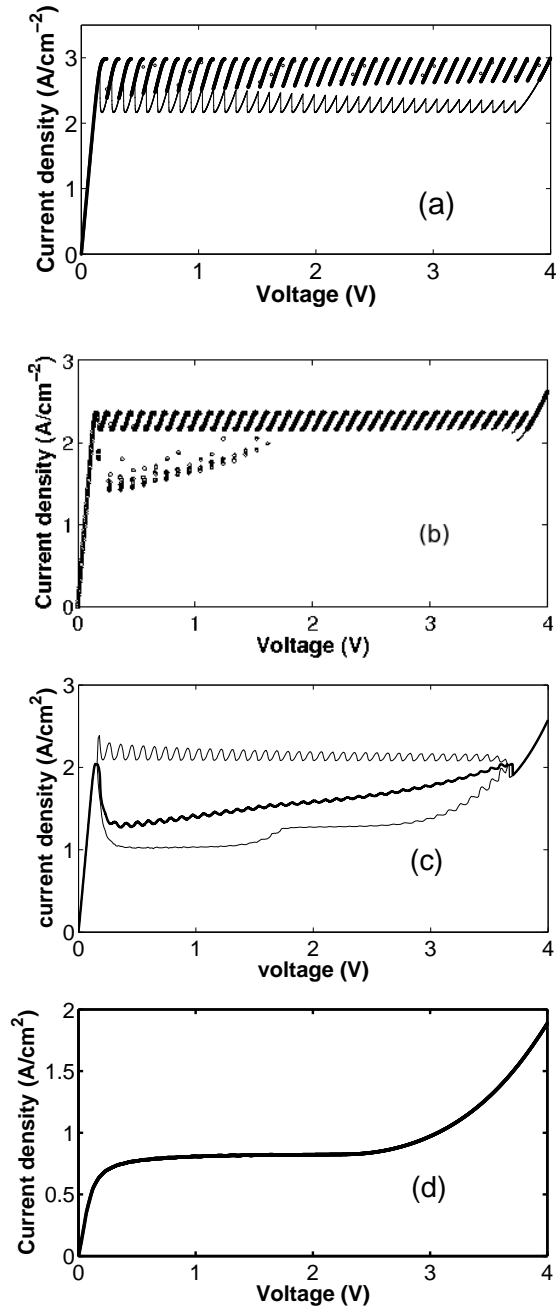 3
2
1
0
Current density (A/cm⁻²)
(a)
0 1 2 3 4
Voltage (V)
3
2
1
0
Current density (A/cm⁻²)
(b)
0 1 2 3 4
Voltage (V)
3
2
1
0
current density (A/cm²)
(c)
0 1 2 3 4
voltage (V)
2
1.5
1
0.5
0
Current density (A/cm²)
(d)
0 1 2 3 4
Voltage (V)